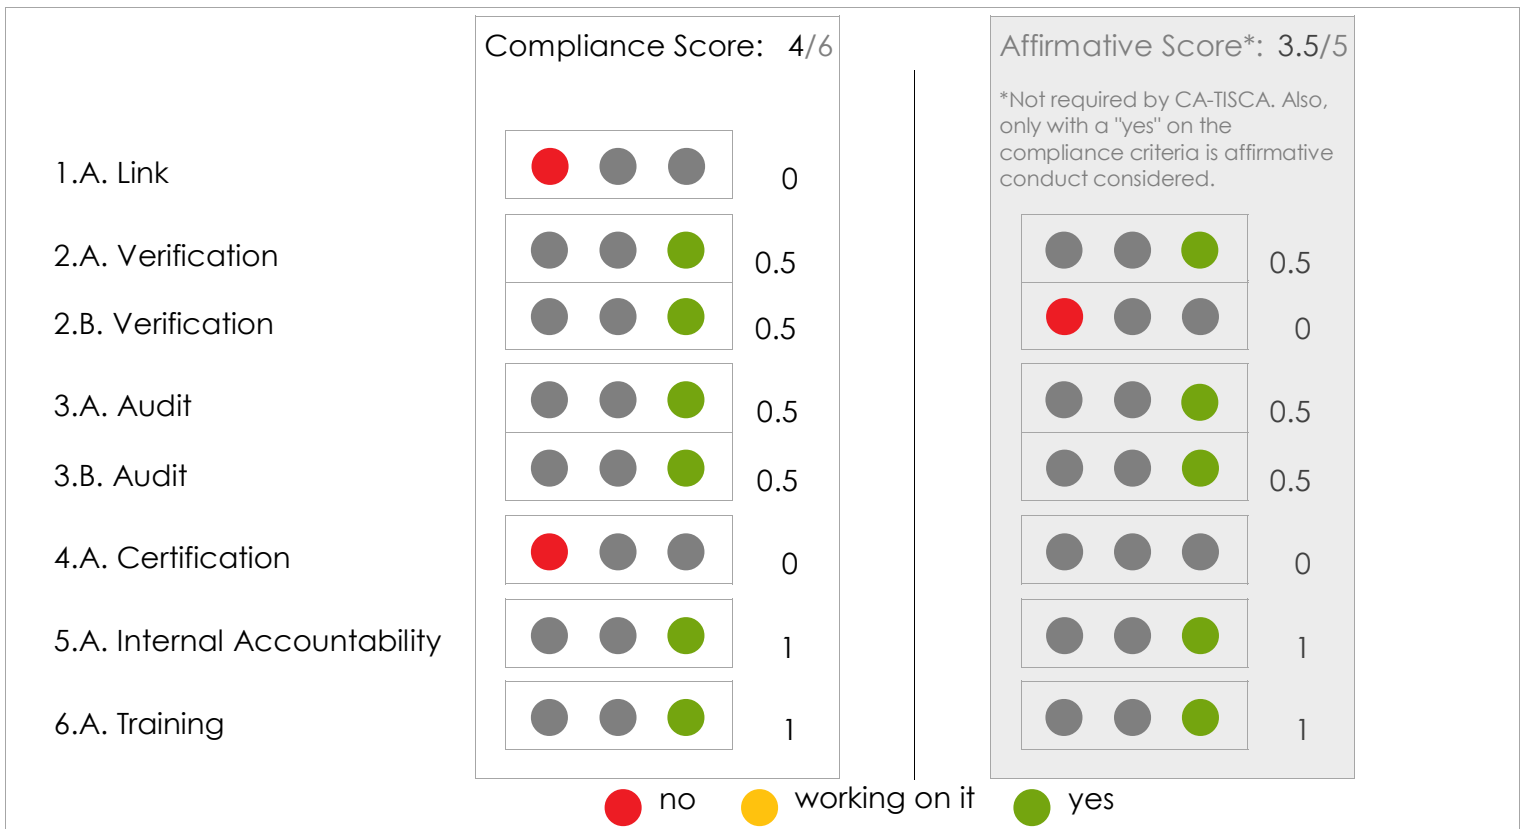 Compliance Score: 4/6
Affirmative Score*: 3.5/5
*Not required by CA-TISCA. Also,
only with a "yes" on the
compliance criteria is affirmative
conduct considered.
1.A. Link 0
2.A. Verification 0.5 0.5
2.B. Verification 0.5 0
3.A. Audit 0.5 0.5
3.B. Audit 0.5 0.5
4.A. Certification 0 0
5.A. Internal Accountability 1 1
6.A. Training 1 1
no working on it yes